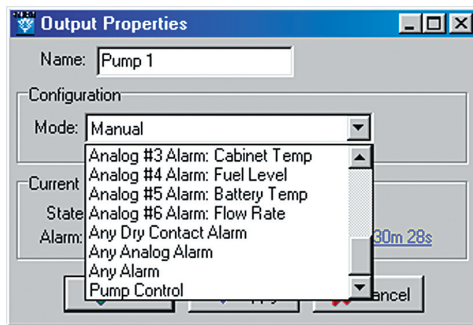 Output Properties
Name: Pump 1
Configuration
Mode: Manual
Analog #3 Alarm: Cabinet Temp
Analog #4 Alarm: Fuel Level
Current Analog #5 Alarm: Battery Temp
State Analog #6 Alarm: Flow Rate
Alarm: Any Dry Contact Alarm 30m 28s
Any Analog Alarm
Any Alarm
Pump Control